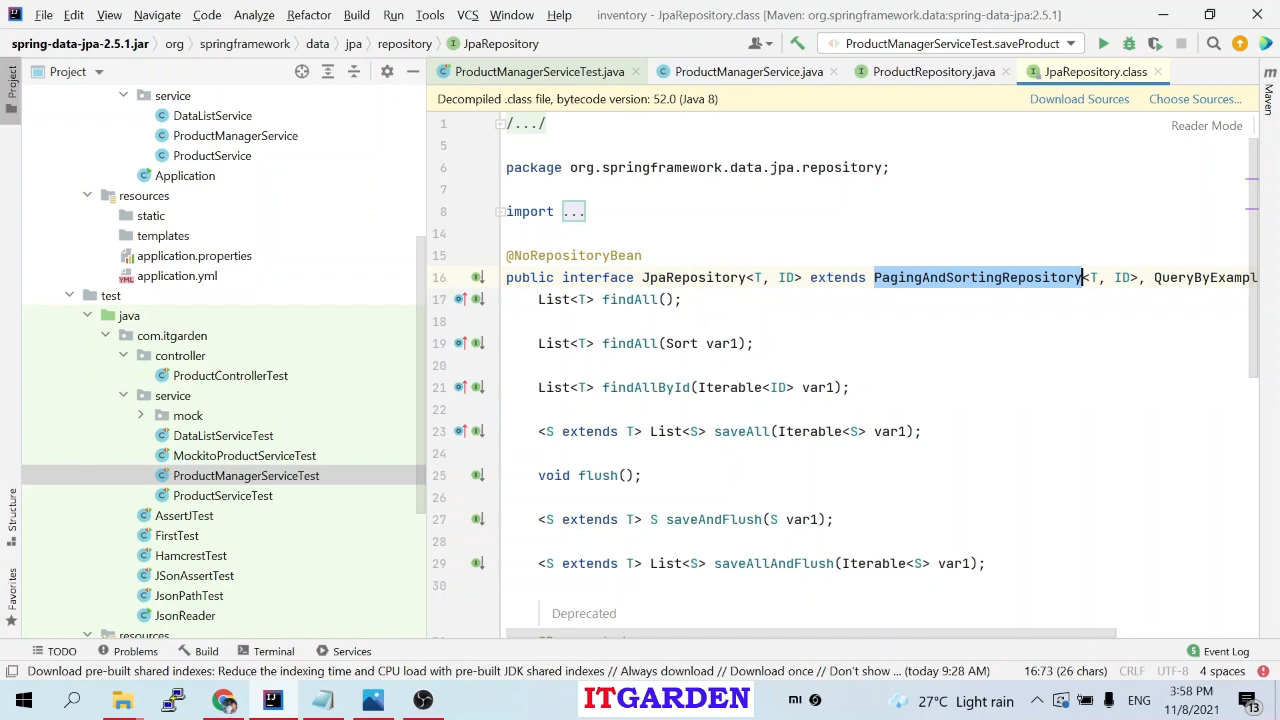 File Edit View Navigate Code Analyze Refactor Build Run Tools VCS Window Help inventory - JpaRepository.class [Maven: org.springframework.data:spring-data-jpa:2.5.1]
spring-data-jpa-2.5.1.jar org springframework data jpa repository JpaRepository ProductManagerServiceTest.saveProduct
Project
Project
ProductManagerServiceTest.java ProductManagerService.java ProductRepository.java JpaRepository.class
Maven
Decompiled .class file, bytecode version: 52.0 (Java 8) Download Sources Choose Sources...
Reader Mode
service
DataListService
ProductManagerService
ProductService
Application
resources
static
templates
application.properties
application.yml
test
java
com.itgarden
controller
ProductControllerTest
service
mock
DataListServiceTest
MockitoProductServiceTest
ProductManagerServiceTest
ProductServiceTest
AssertJTest
FirstTest
HamcrestTest
JSonAssertTest
JsonPathTest
JsonReader
resources
1 /.../
5
6 package org.springframework.data.jpa.repository;
7
8 import ...
14
15 @NoRepositoryBean
16 public interface JpaRepository<T, ID> extends PagingAndSortingRepository<T, ID>, QueryByExampl
17 List<T> findAll();
18
19 List<T> findAll(Sort var1);
20
21 List<T> findAllById(Iterable<ID> var1);
22
23 <S extends T> List<S> saveAll(Iterable<S> var1);
24
25 void flush();
26
27 <S extends T> S saveAndFlush(S var1);
28
29 <S extends T> List<S> saveAllAndFlush(Iterable<S> var1);
30
Deprecated
Structure
Favorites
TODO Problems Build Terminal Services Event Log
Download pre-built shared indexes: Reduce the indexing time and CPU load with pre-built JDK shared indexes // Always download // Download once // Don't show ... (today 9:28 AM) 16:73 (26 chars) CRLF UTF-8 4 spaces
ITGARDEN
27°C Light rain
ENG
3:58 PM
11/8/2021
13